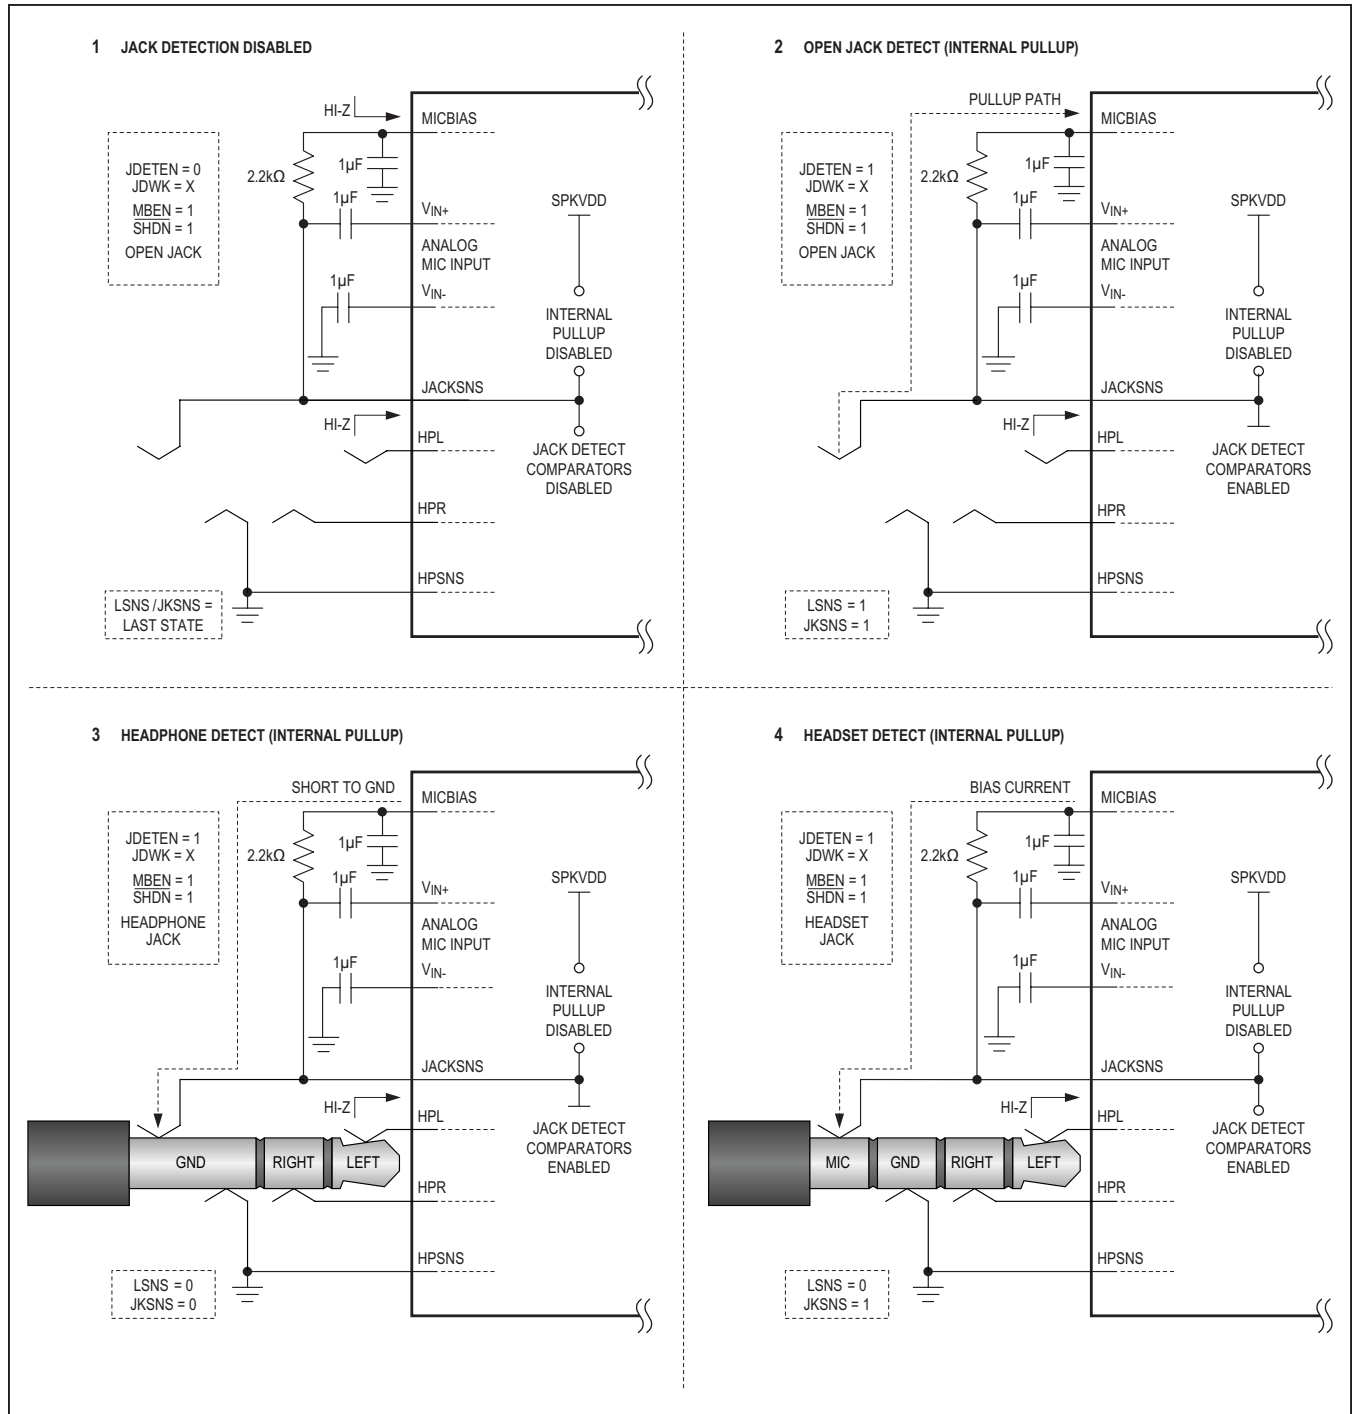 1 JACK DETECTION DISABLED
HI-Z
MICBIAS
JDETEN = 0
JDWK = X
MBEN = 1
SHDN = 1
OPEN JACK
2.2kΩ
1µF
1µF
VIN+
SPKVDD
ANALOG
MIC INPUT
1µF
VIN-
INTERNAL
PULLUP
DISABLED
JACKSNS
HI-Z
HPL
JACK DETECT
COMPARATORS
DISABLED
HPR
HPSNS
LSNS /JKSNS =
LAST STATE
2 OPEN JACK DETECT (INTERNAL PULLUP)
PULLUP PATH
MICBIAS
JDETEN = 1
JDWK = X
MBEN = 1
SHDN = 1
OPEN JACK
2.2kΩ
1µF
1µF
VIN+
SPKVDD
ANALOG
MIC INPUT
1µF
VIN-
INTERNAL
PULLUP
DISABLED
JACKSNS
HI-Z
HPL
JACK DETECT
COMPARATORS
ENABLED
HPR
HPSNS
LSNS = 1
JKSNS = 1
3 HEADPHONE DETECT (INTERNAL PULLUP)
SHORT TO GND
MICBIAS
JDETEN = 1
JDWK = X
MBEN = 1
SHDN = 1
HEADPHONE
JACK
2.2kΩ
1µF
1µF
VIN+
SPKVDD
ANALOG
MIC INPUT
1µF
VIN-
INTERNAL
PULLUP
DISABLED
JACKSNS
HI-Z
HPL
JACK DETECT
COMPARATORS
ENABLED
GND
RIGHT
LEFT
HPR
HPSNS
LSNS = 0
JKSNS = 0
4 HEADSET DETECT (INTERNAL PULLUP)
BIAS CURRENT
MICBIAS
JDETEN = 1
JDWK = X
MBEN = 1
SHDN = 1
HEADSET
JACK
2.2kΩ
1µF
1µF
VIN+
SPKVDD
ANALOG
MIC INPUT
1µF
VIN-
INTERNAL
PULLUP
DISABLED
JACKSNS
HI-Z
HPL
JACK DETECT
COMPARATORS
ENABLED
MIC
GND
RIGHT
LEFT
HPR
HPSNS
LSNS = 0
JKSNS = 1